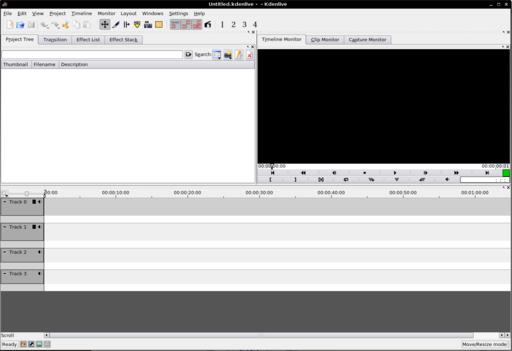 Untitled.kdenlive - - Kdenlive
File Edit Project Tool Clip Timeline Monitor Layout Windows Settings Help
1 2 3 4
Project Tree Transition Effect List Effect Stack
Timeline Monitor Clip Monitor Capture Monitor
Search:
Thumbnail Filename Description
00:00:00:00 00:00:00:01
:00:00 00:00:10:00 00:00:20:00 00:00:30:00 00:00:40:00 00:00:50:00 00:01:00:00
Track 0
Track 1
Track 2
Track 3
Scroll
Ready Move/Resize mode